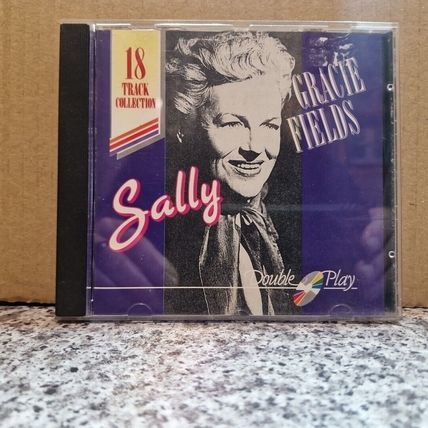 18
TRACK
COLLECTION
GRACIE
FIELDS
Sally
Double Play